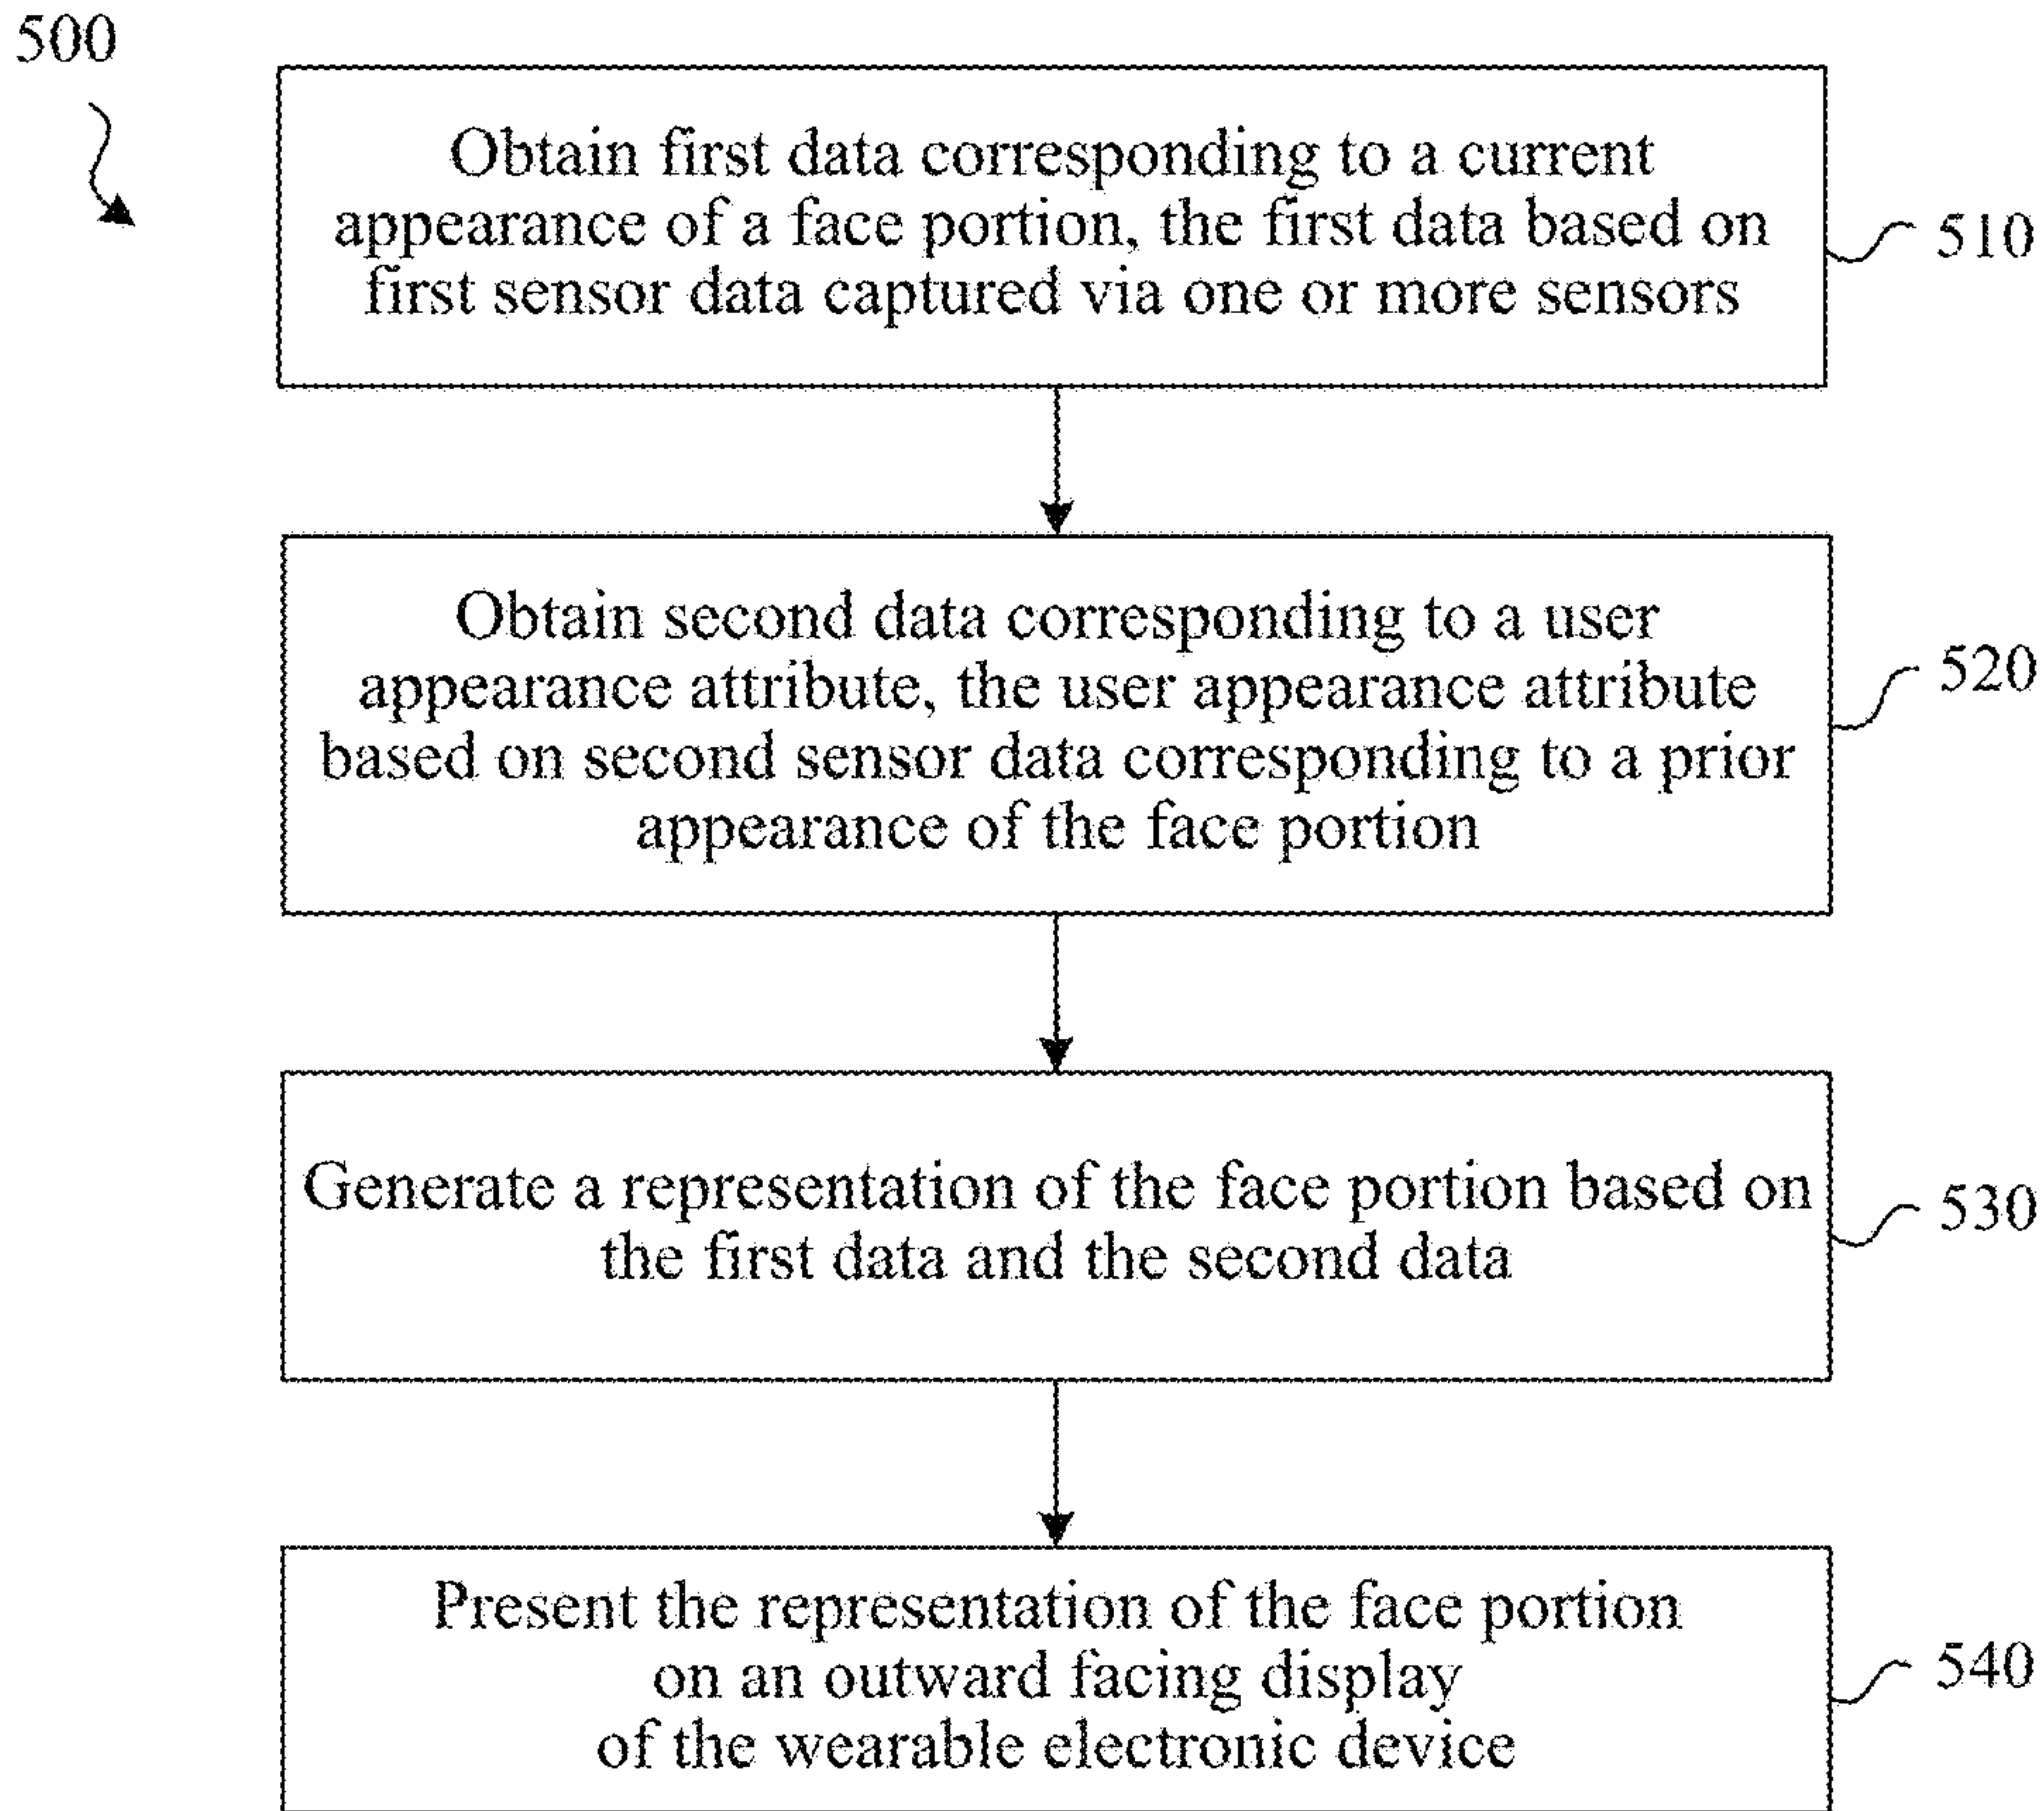 500
Obtain first data corresponding to a current
appearance of a face portion, the first data based on
first sensor data captured via one or more sensors
510
Obtain second data corresponding to a user
appearance attribute, the user appearance attribute
based on second sensor data corresponding to a prior
appearance of the face portion
520
Generate a representation of the face portion based on
the first data and the second data
530
Present the representation of the face portion
on an outward facing display
of the wearable electronic device
540